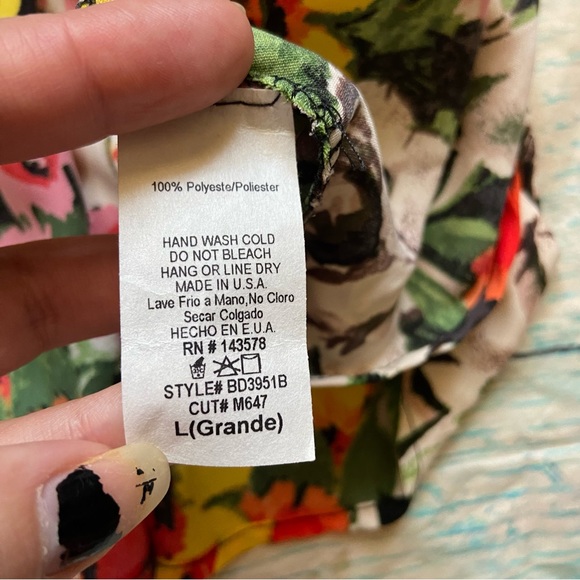 100% Polyeste/Poliester
HAND WASH COLD
DO NOT BLEACH
HANG OR LINE DRY
MADE IN U.S.A.
Lave Frio a Mano,No Cloro
Secar Colgado
HECHO EN E.U.A.
RN # 143578
STYLE# BD3951B
CUT# M647
L(Grande)